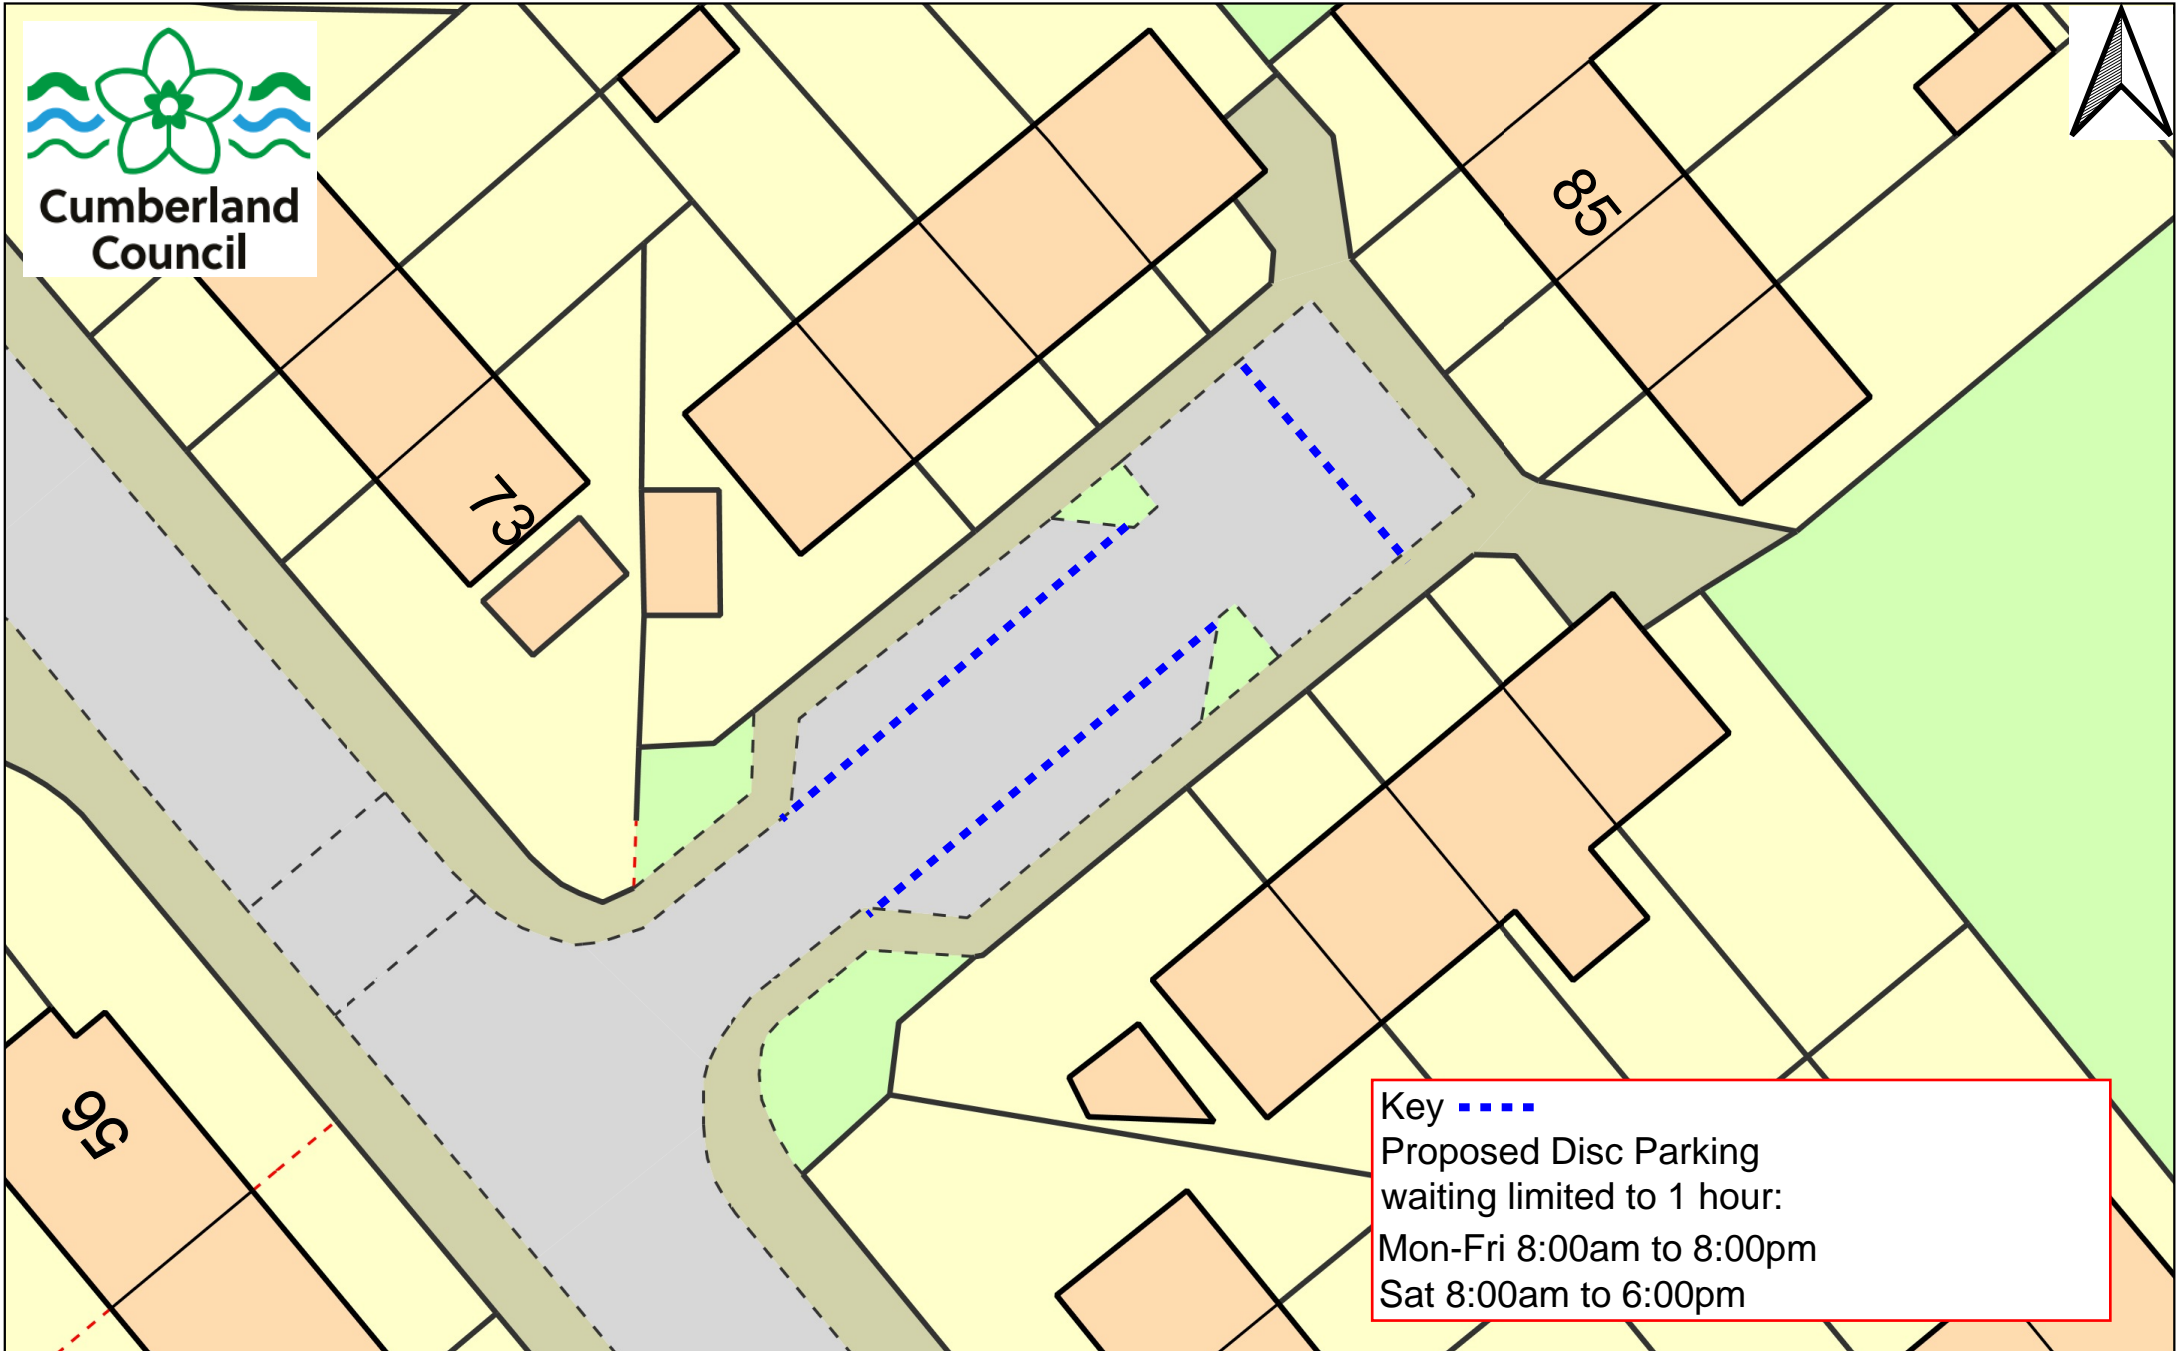 Cumberland
Council
85
73
56
Key
Proposed Disc Parking
waiting limited to 1 hour:
Mon-Fri 8:00am to 8:00pm
Sat 8:00am to 6:00pm